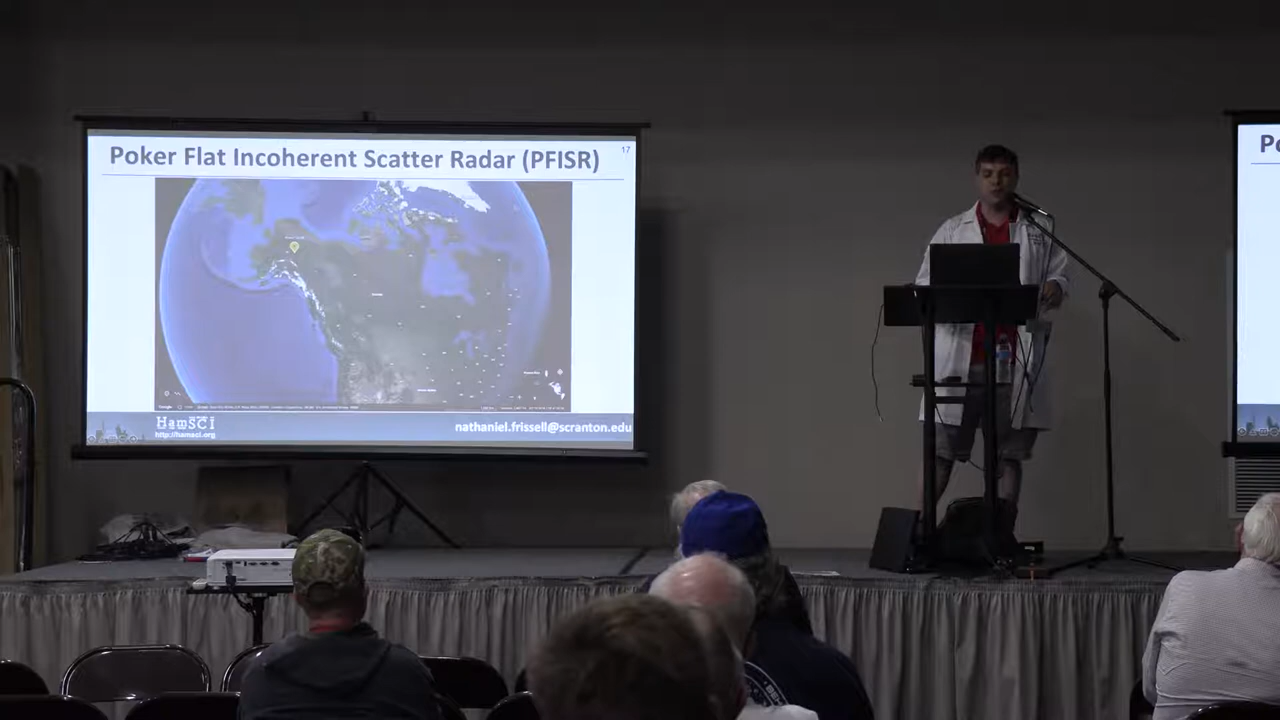 Poker Flat Incoherent Scatter Radar (PFISR)
17
HamSCI
http://hamsci.org
nathaniel.frissell@scranton.edu